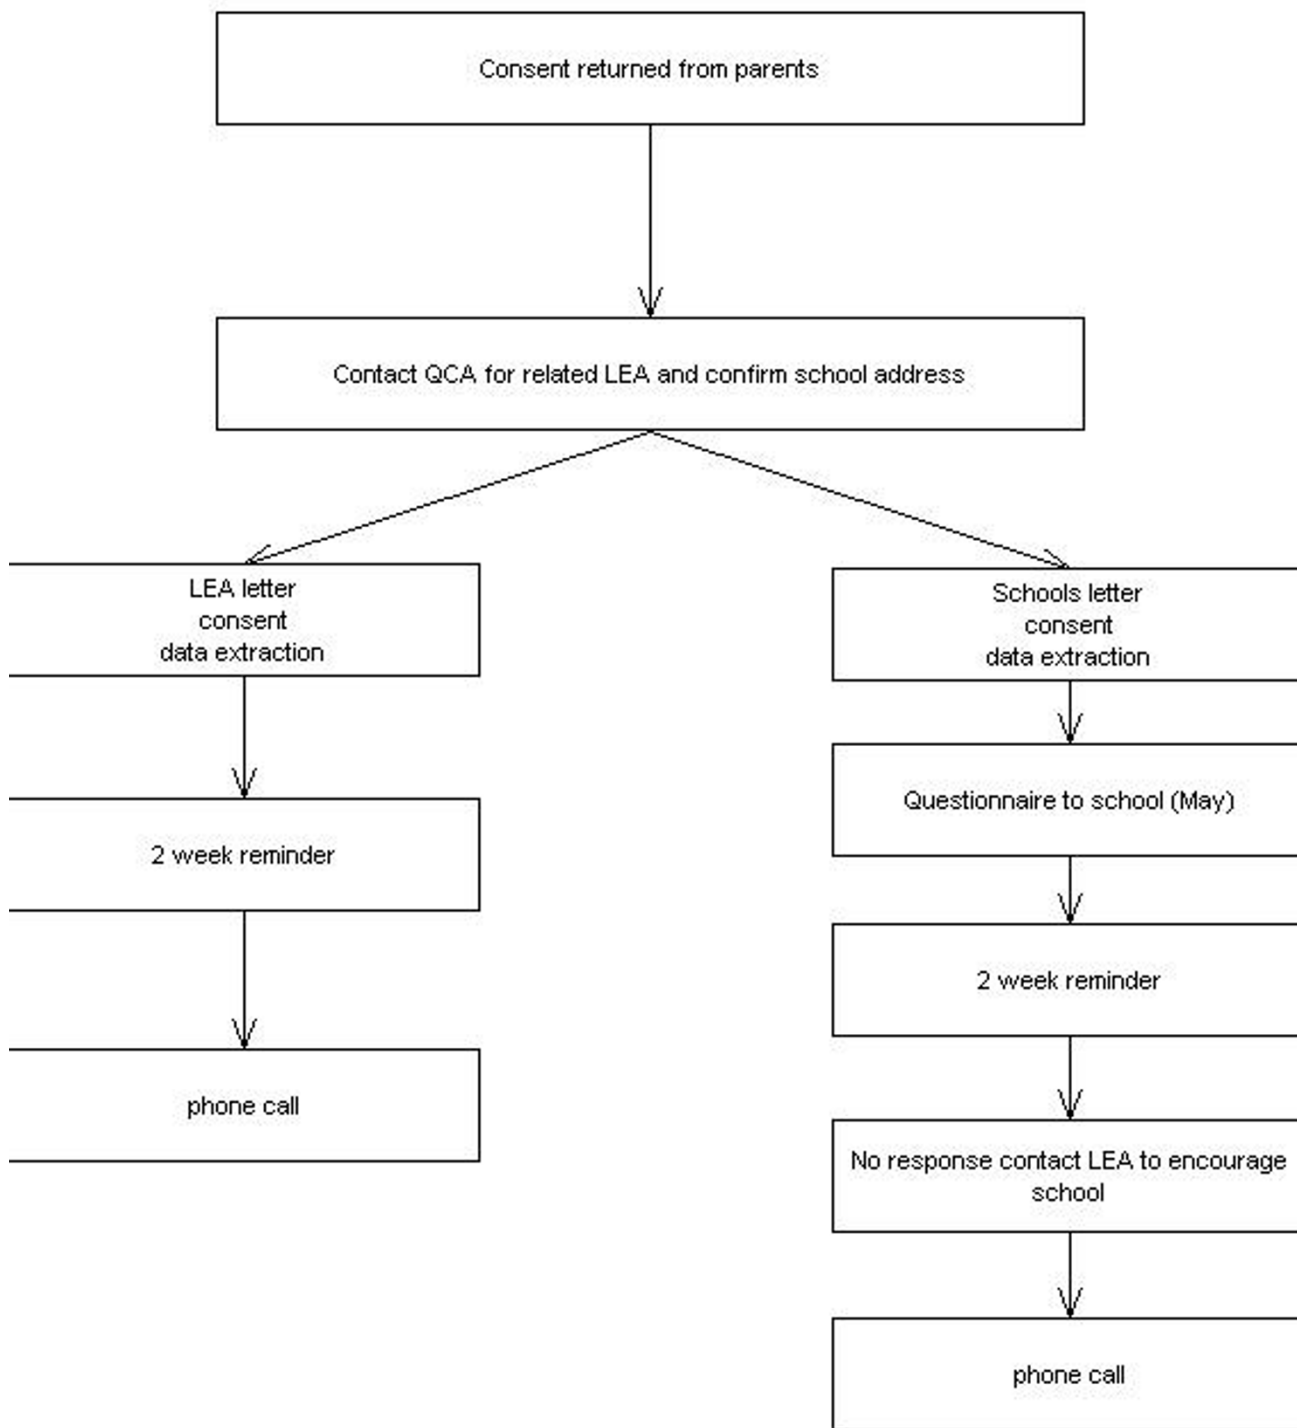 Consent returned from parents
Contact QCA for related LEA and confirm school address
LEA letter
consent
data extraction
2 week reminder
phone call
Schools letter
consent
data extraction
Questionnaire to school (May)
2 week reminder
No response contact LEA to encourage
school
phone call